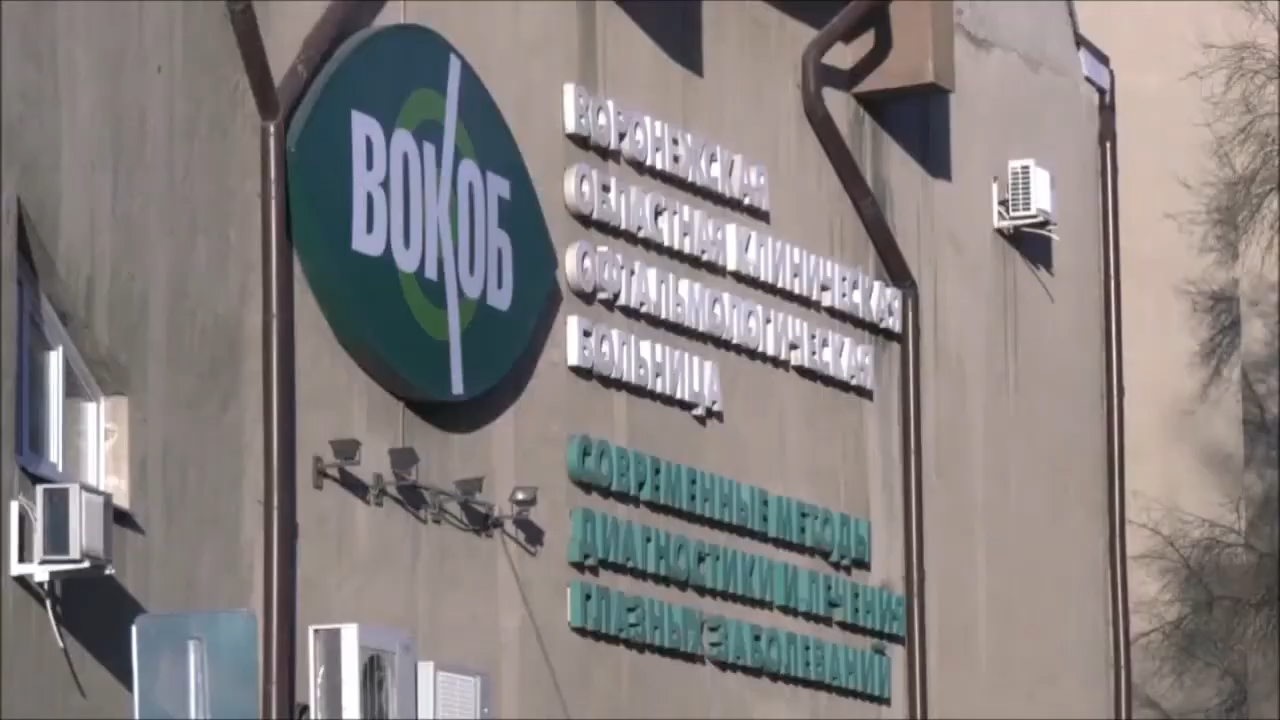 ВОКОБ
ВОРОНЕЖСКАЯ
ОБЛАСТНАЯ КЛИНИЧЕСКАЯ
ОФТАЛЬМОЛОГИЧЕСКАЯ
БОЛЬНИЦА
СОВРЕМЕННЫЕ МЕТОДЫ
ДИАГНОСТИКИ И ЛЕЧЕНИЯ
ГЛАЗНЫХ ЗАБОЛЕВАНИЙ